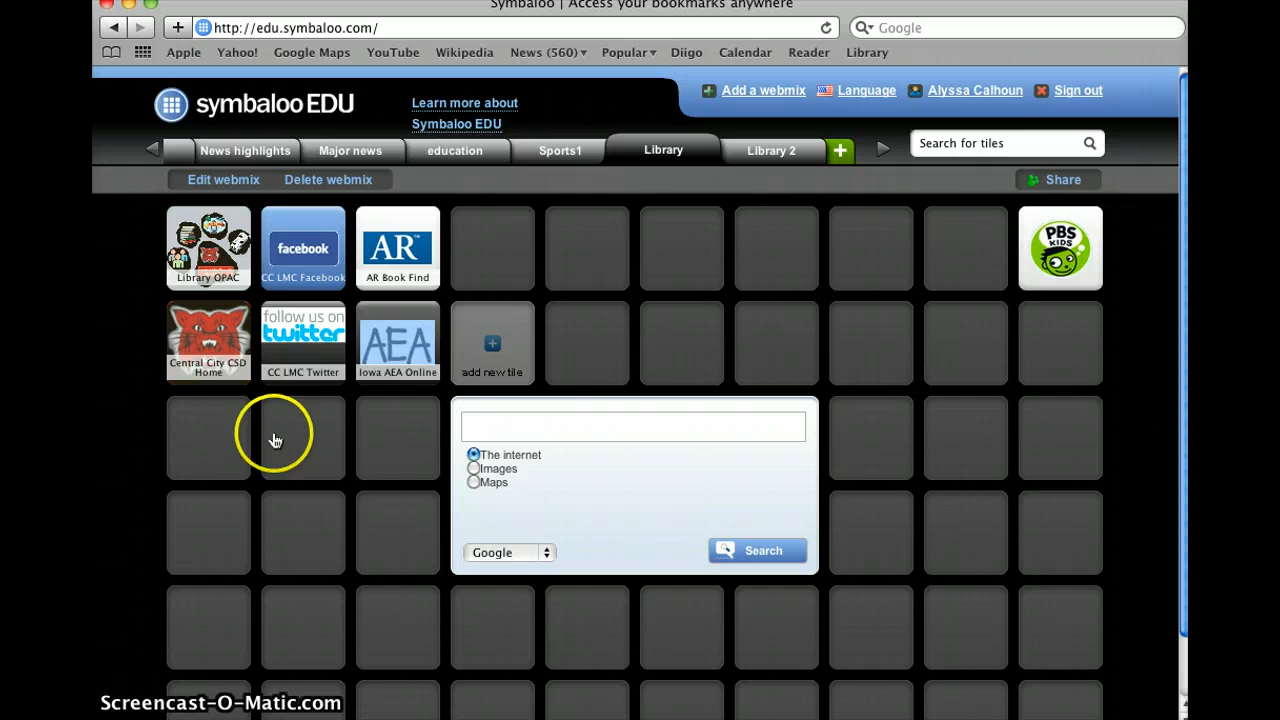 Symbaloo | Access your bookmarks anywhere
http://edu.symbaloo.com/
Google
Apple Yahoo! Google Maps YouTube Wikipedia News (560) Popular Diigo Calendar Reader Library
symbaloo EDU
Learn more about
Symbaloo EDU
Add a webmix Language Alyssa Calhoun Sign out
News highlights Major news education Sports1 Library Library 2
Search for tiles
Edit webmix Delete webmix
Share
Library OPAC
facebook
CC LMC Facebook
AR
AR Book Find
PBS
KIDS
Central City CSD
Home
follow us on
twitter
CC LMC Twitter
AEA
Iowa AEA Online
add new tile
The internet
Images
Maps
Google
Search
Screencast-O-Matic.com